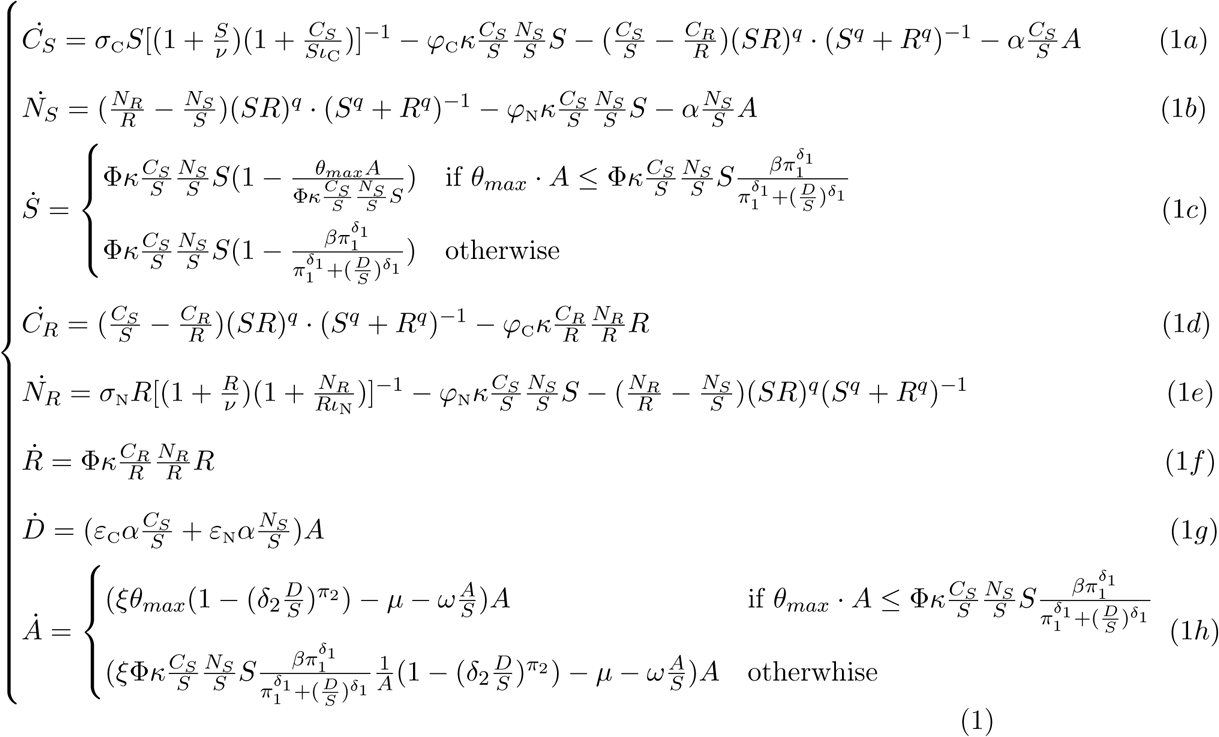 Ċ_S = σ_C S[(1 + S/ν)(1 + C_S/(Sι_C))]^{-1} − φ_C κ (C_S/S)(N_S/S) S − (C_S/S − C_R/R)(SR)^q · (S^q + R^q)^{-1} − α (C_S/S) A (1a)
Ṅ_S = (N_R/R − N_S/S)(SR)^q · (S^q + R^q)^{-1} − φ_N κ (C_S/S)(N_S/S) S − α (N_S/S) A (1b)
Ṡ = { Φκ (C_S/S)(N_S/S) S(1 − θ_max A/(Φκ (C_S/S)(N_S/S) S)) if θ_max · A ≤ Φκ (C_S/S)(N_S/S) S βπ_1^{δ_1}/(π_1^{δ_1}+(D/S)^{δ_1})
Φκ (C_S/S)(N_S/S) S(1 − βπ_1^{δ_1}/(π_1^{δ_1}+(D/S)^{δ_1})) otherwise (1c)
Ċ_R = (C_S/S − C_R/R)(SR)^q · (S^q + R^q)^{-1} − φ_C κ (C_R/R)(N_R/R) R (1d)
Ṅ_R = σ_N R[(1 + R/ν)(1 + N_R/(Rι_N))]^{-1} − φ_N κ (C_S/S)(N_S/S) S − (N_R/R − N_S/S)(SR)^q (S^q + R^q)^{-1} (1e)
Ṙ = Φκ (C_R/R)(N_R/R) R (1f)
Ḋ = (ε_C α (C_S/S) + ε_N α (N_S/S)) A (1g)
Ȧ = { (ξθ_max(1 − (δ_2 D/S)^{π_2}) − μ − ω A/S) A if θ_max · A ≤ Φκ (C_S/S)(N_S/S) S βπ_1^{δ_1}/(π_1^{δ_1}+(D/S)^{δ_1})
(ξΦκ (C_S/S)(N_S/S) S βπ_1^{δ_1}/(π_1^{δ_1}+(D/S)^{δ_1}) (1/A)(1 − (δ_2 D/S)^{π_2}) − μ − ω A/S) A otherwhise (1h)
(1)